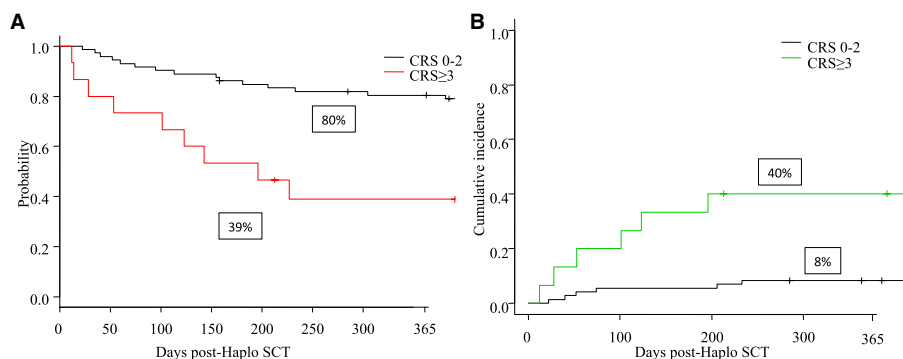 A
1.0
0.8
0.6
0.4
0.2
0.0
Probability
CRS 0-2
CRS≥3
80%
39%
0
50
100
150
200
250
300
365
Days post-Haplo SCT
B
1.0
0.8
0.6
0.4
0.2
0.0
Cumulative incidence
CRS 0-2
CRS≥3
40%
8%
0
100
200
300
365
Days post-Haplo SCT